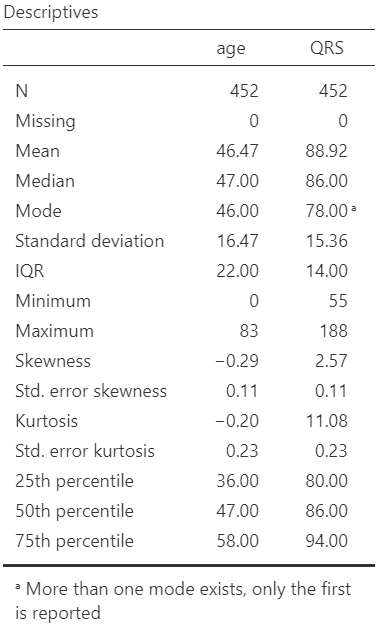 Descriptives
age QRS
N 452 452
Missing 0 0
Mean 46.47 88.92
Median 47.00 86.00
Mode 46.00 78.00 ᵃ
Standard deviation 16.47 15.36
IQR 22.00 14.00
Minimum 0 55
Maximum 83 188
Skewness −0.29 2.57
Std. error skewness 0.11 0.11
Kurtosis −0.20 11.08
Std. error kurtosis 0.23 0.23
25th percentile 36.00 80.00
50th percentile 47.00 86.00
75th percentile 58.00 94.00
ᵃ More than one mode exists, only the first
is reported